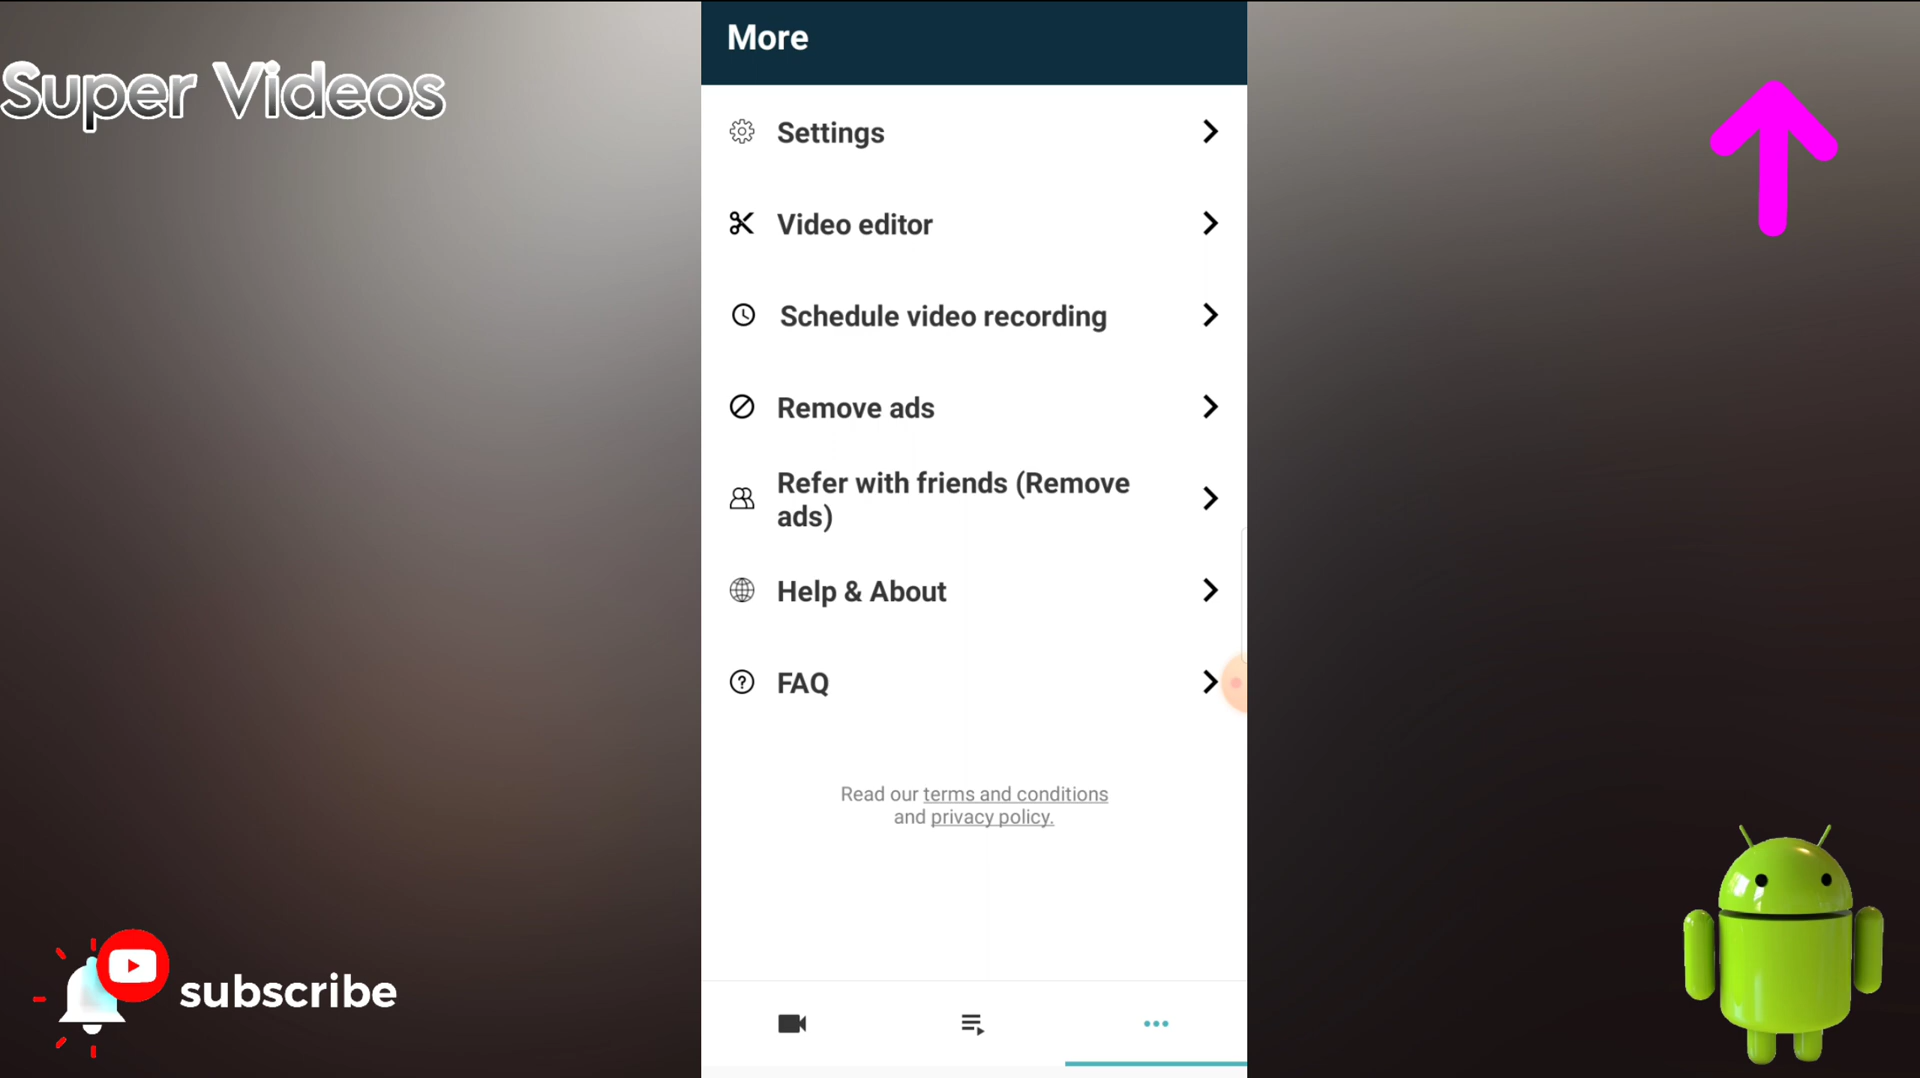 More
Super Videos
Settings
Video editor
Schedule video recording
Remove ads
Refer with friends (Remove
ads)
Help & About
FAQ
Read our terms and conditions
and privacy policy.
subscribe